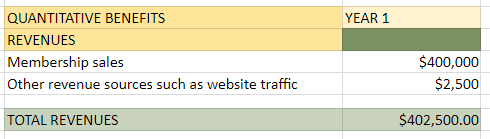 QUANTITATIVE BENEFITS YEAR 1
REVENUES
Membership sales $400,000
Other revenue sources such as website traffic $2,500
TOTAL REVENUES $402,500.00